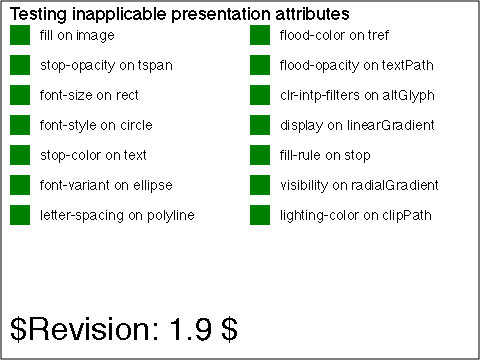 Testing inapplicable presentation attributes
fill on image
stop-opacity on tspan
font-size on rect
font-style on circle
stop-color on text
font-variant on ellipse
letter-spacing on polyline
flood-color on tref
flood-opacity on textPath
clr-intp-filters on altGlyph
display on linearGradient
fill-rule on stop
visibility on radialGradient
lighting-color on clipPath
$Revision: 1.9 $